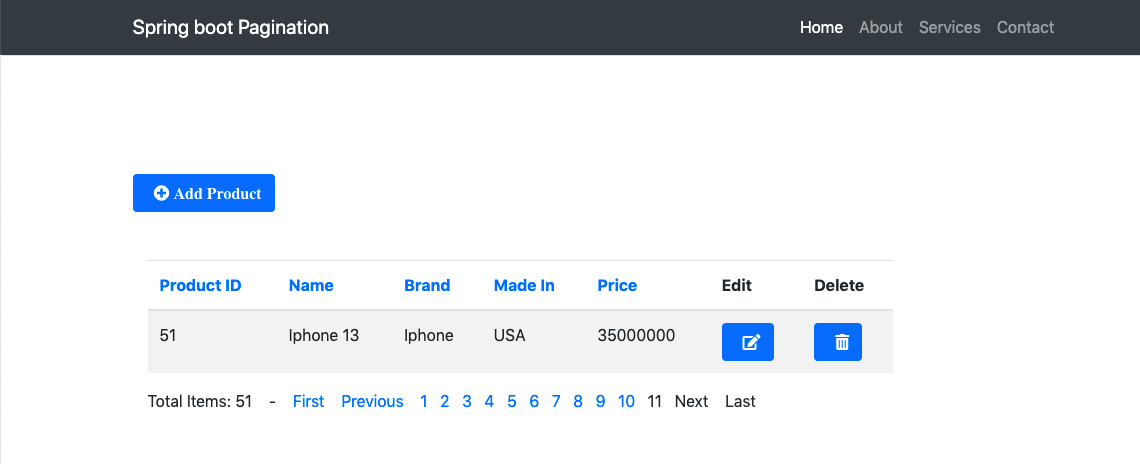 Spring boot Pagination Home About Services Contact
Add Product
Product ID Name Brand Made In Price Edit Delete
51 Iphone 13 Iphone USA 35000000
Total Items: 51 - First Previous 1 2 3 4 5 6 7 8 9 10 11 Next Last